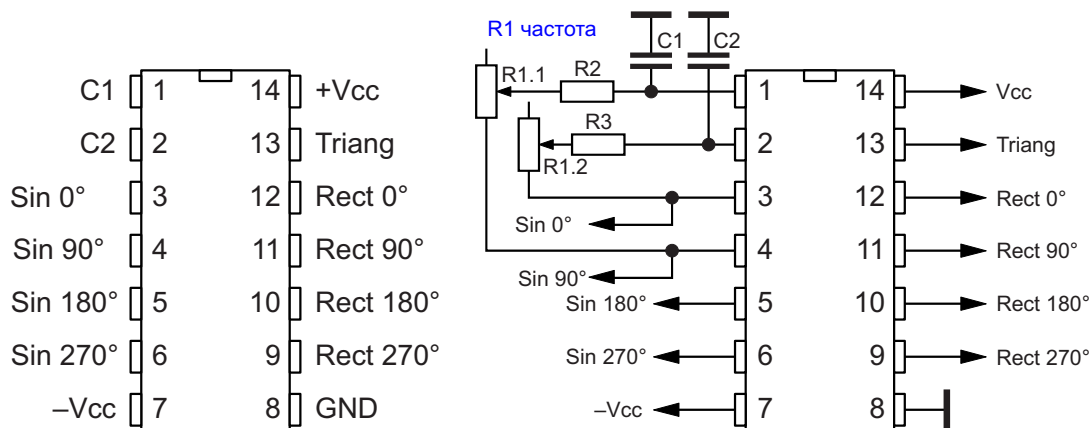 C1 1 14 +Vcc
C2 2 13 Triang
Sin 0° 3 12 Rect 0°
Sin 90° 4 11 Rect 90°
Sin 180° 5 10 Rect 180°
Sin 270° 6 9 Rect 270°
–Vcc 7 8 GND
R1 частота
C1 C2
R1.1 R2
1 14 Vcc
R3
2 13 Triang
R1.2
3 12 Rect 0°
Sin 0°
4 11 Rect 90°
Sin 90°
Sin 180° 5 10 Rect 180°
Sin 270° 6 9 Rect 270°
–Vcc 7 8